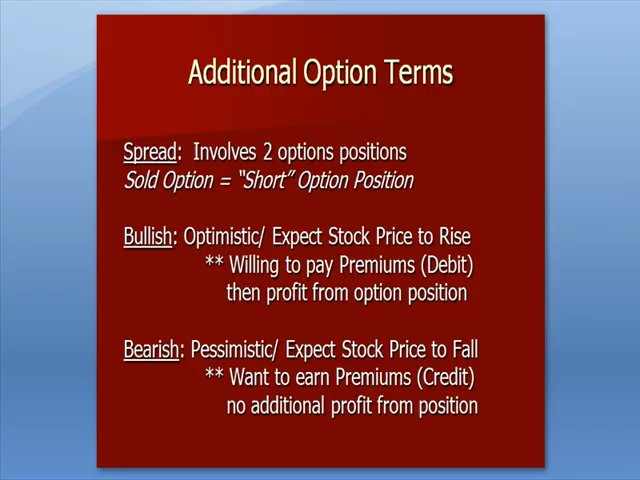 Additional Option Terms
Spread: Involves 2 options positions
Sold Option = “Short” Option Position
Bullish: Optimistic/ Expect Stock Price to Rise
** Willing to pay Premiums (Debit)
then profit from option position
Bearish: Pessimistic/ Expect Stock Price to Fall
** Want to earn Premiums (Credit)
no additional profit from position